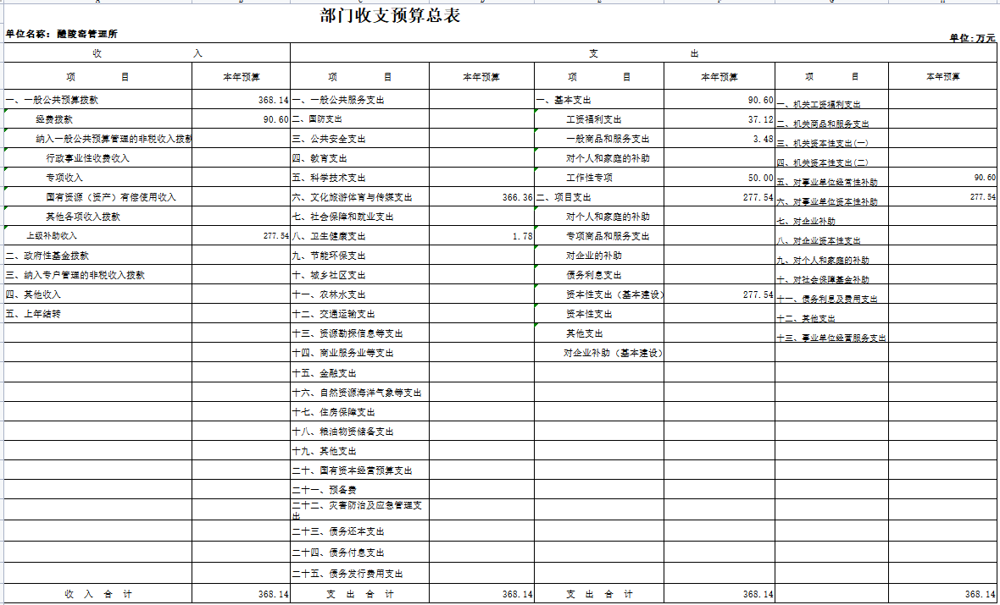 部门收支预算总表
单位名称：醴陵窑管理所 单位:万元
收 入 支 出
项 目 本年预算 项 目 本年预算 项 目 本年预算 项 目 本年预算
一、一般公共预算拨款 368.14 一、一般公共服务支出 一、基本支出 90.60 一、机关工资福利支出
经费拨款 90.60 二、国防支出 工资福利支出 37.12 二、机关商品和服务支出
纳入一般公共预算管理的非税收入拨款 三、公共安全支出 一般商品和服务支出 3.48 三、机关资本性支出(一)
行政事业性收费收入 四、教育支出 对个人和家庭的补助 四、机关资本性支出(二)
专项收入 五、科学技术支出 工作性专项 50.00 五、对事业单位经常性补助 90.60
国有资源（资产）有偿使用收入 六、文化旅游体育与传媒支出 366.36 二、项目支出 277.54 六、对事业单位资本性补助 277.54
其他各项收入拨款 七、社会保障和就业支出 对个人和家庭的补助 七、对企业补助
上级补助收入 277.54 八、卫生健康支出 1.78 专项商品和服务支出 八、对企业资本性支出
二、政府性基金拨款 九、节能环保支出 对企业的补助 九、对个人和家庭的补助
三、纳入专户管理的非税收入拨款 十、城乡社区支出 债务利息支出 十、对社会保障基金补助
四、其他收入 十一、农林水支出 资本性支出（基本建设） 277.54 十一、债务利息及费用支出
五、上年结转 十二、交通运输支出 资本性支出 十二、其他支出
十三、资源勘探信息等支出 其他支出 十三、事业单位经营服务支出
十四、商业服务业等支出 对企业补助（基本建设）
十五、金融支出
十六、自然资源海洋气象等支出
十七、住房保障支出
十八、粮油物资储备支出
十九、其他支出
二十、国有资本经营预算支出
二十一、预备费
二十二、灾害防治及应急管理支
出
二十三、债务还本支出
二十四、债务付息支出
二十五、债务发行费用支出
收 入 合 计 368.14 支 出 合 计 368.14 支 出 合 计 368.14 368.14